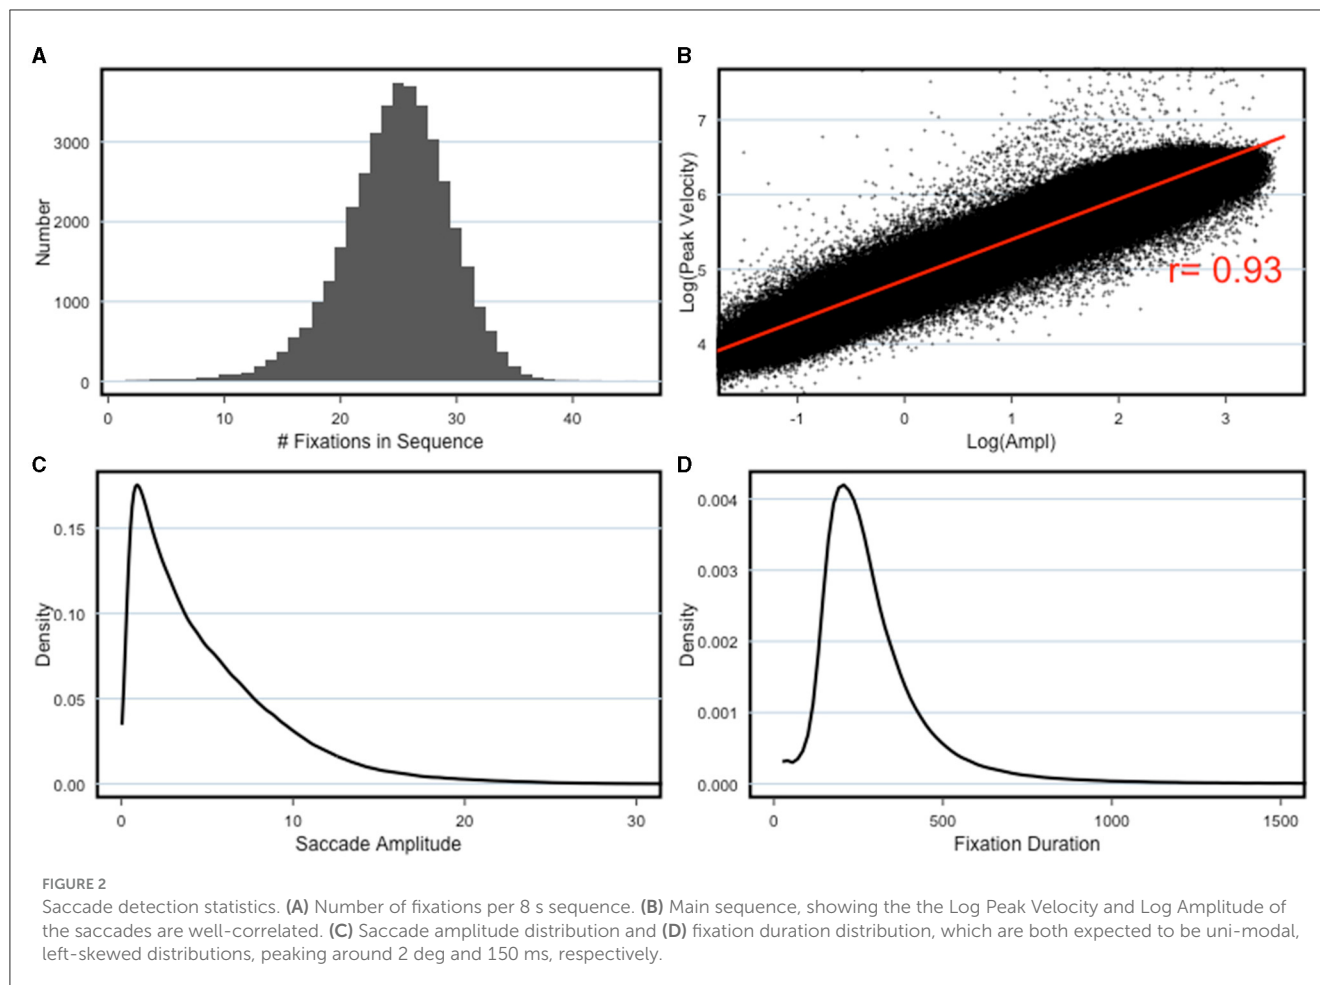 A
3000
2000
1000
0
Number
0 10 20 30 40
# Fixations in Sequence
B
7
6
5
4
Log(Peak Velocity)
r= 0.93
-1 0 1 2 3
Log(Ampl)
C
0.15
0.10
0.05
0.00
Density
0 10 20 30
Saccade Amplitude
D
0.004
0.003
0.002
0.001
0.000
Density
0 500 1000 1500
Fixation Duration
FIGURE 2
Saccade detection statistics. (A) Number of fixations per 8 s sequence. (B) Main sequence, showing the the Log Peak Velocity and Log Amplitude of
the saccades are well-correlated. (C) Saccade amplitude distribution and (D) fixation duration distribution, which are both expected to be uni-modal,
left-skewed distributions, peaking around 2 deg and 150 ms, respectively.